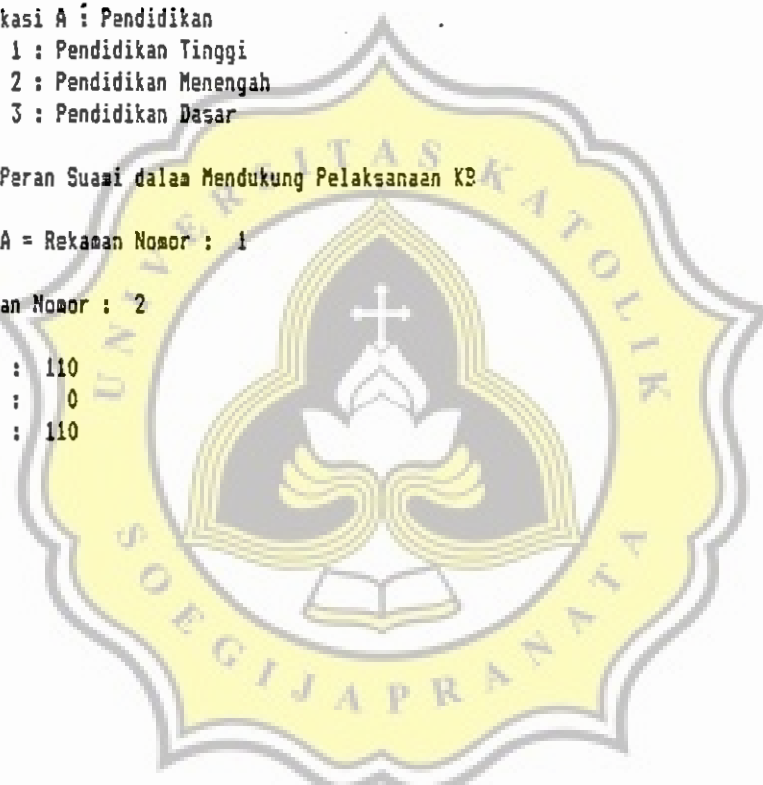 kasi A : Pendidikan
1 : Pendidikan Tinggi
2 : Pendidikan Menengah
3 : Pendidikan Dasar
Peran Suami dalam Mendukung Pelaksanaan KB
A = Rekaman Nomor : 1
an Nomor : 2
: 110
: 0
: 110
UNIVERSITAS KATOLIK
SOEGIJAPRANATA